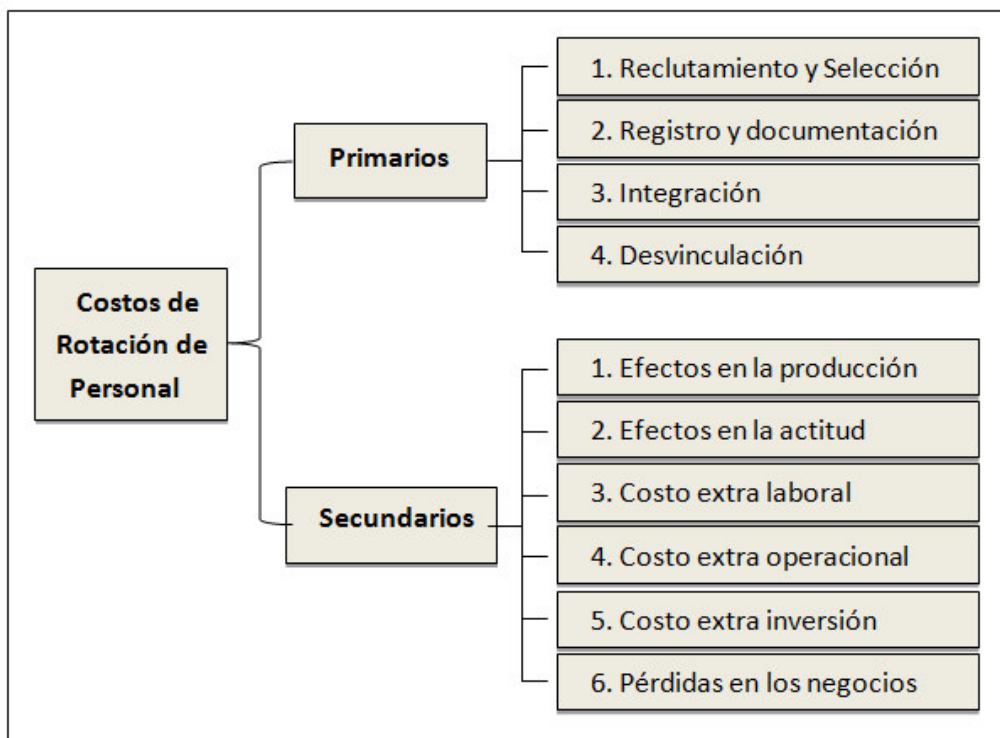 Costos de
Rotación de
Personal
Primarios
1. Reclutamiento y Selección
2. Registro y documentación
3. Integración
4. Desvinculación
Secundarios
1. Efectos en la producción
2. Efectos en la actitud
3. Costo extra laboral
4. Costo extra operacional
5. Costo extra inversión
6. Pérdidas en los negocios